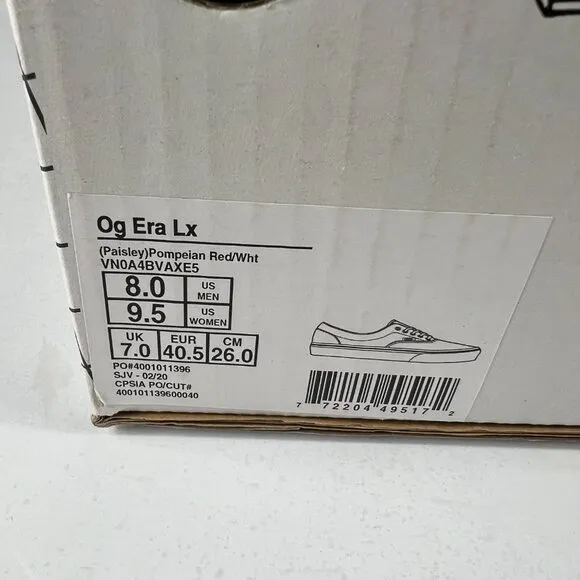 Og Era Lx
(Paisley)Pompeian Red/Wht
VN0A4BVAXE5
8.0 US MEN
9.5 US WOMEN
UK EUR CM
7.0 40.5 26.0
PO#4001011396
SJV - 02/20
CPSIA PO/CUT#
400101139600040
7 72204 49517 2